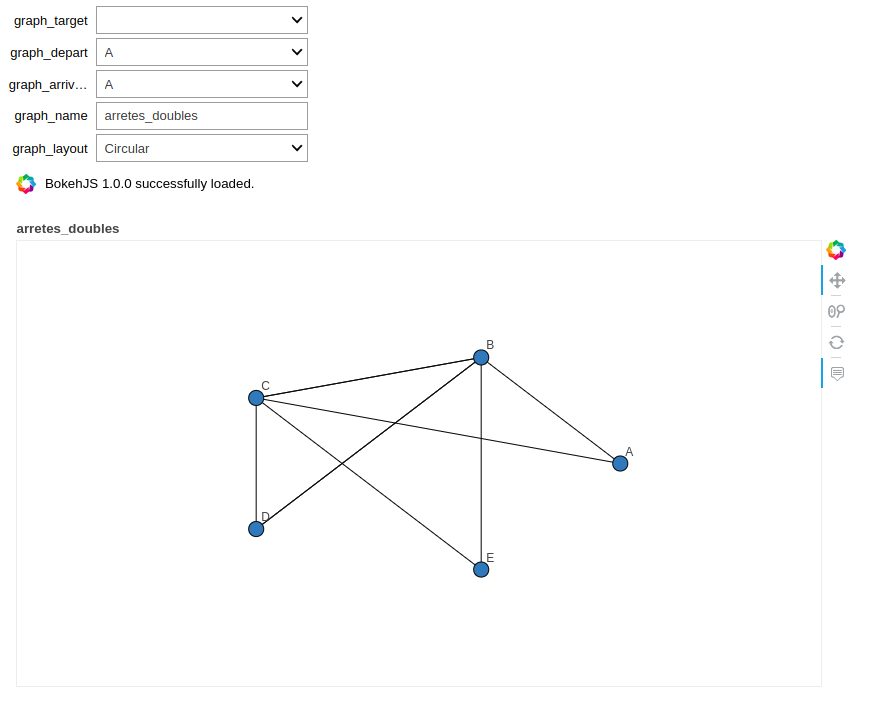 graph_target
graph_depart A
graph_arriv… A
graph_name arretes_doubles
graph_layout Circular
BokehJS 1.0.0 successfully loaded.
arretes_doubles
B
C
A
D
E